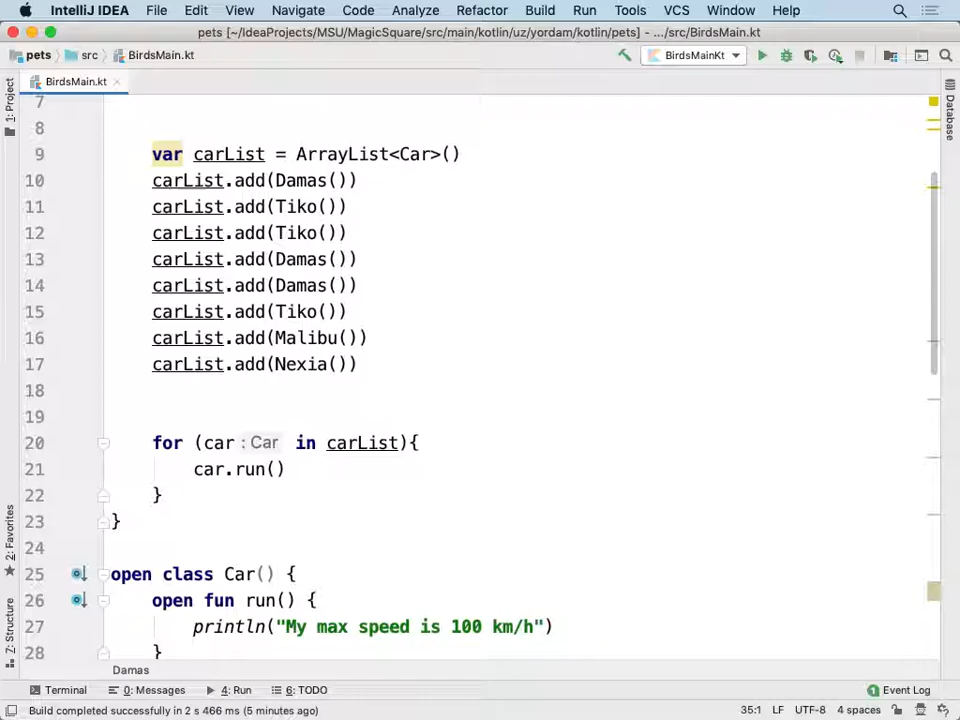 IntelliJ IDEA File Edit View Navigate Code Analyze Refactor Build Run Tools VCS Window Help
pets [~/IdeaProjects/MSU/MagicSquare/src/main/kotlin/uz/yordam/kotlin/pets] - .../src/BirdsMain.kt
pets src BirdsMain.kt BirdsMainKt
BirdsMain.kt
1: Project
Database
2: Favorites
7: Structure
7
8
9 var carList = ArrayList<Car>()
10 carList.add(Damas())
11 carList.add(Tiko())
12 carList.add(Tiko())
13 carList.add(Damas())
14 carList.add(Damas())
15 carList.add(Tiko())
16 carList.add(Malibu())
17 carList.add(Nexia())
18
19
20 for (car : Car in carList){
21 car.run()
22 }
23 }
24
25 open class Car() {
26 open fun run() {
27 println("My max speed is 100 km/h")
28 }
Damas
Terminal 0: Messages 4: Run 6: TODO 1 Event Log
Build completed successfully in 2 s 466 ms (5 minutes ago) 35:1 LF UTF-8 4 spaces